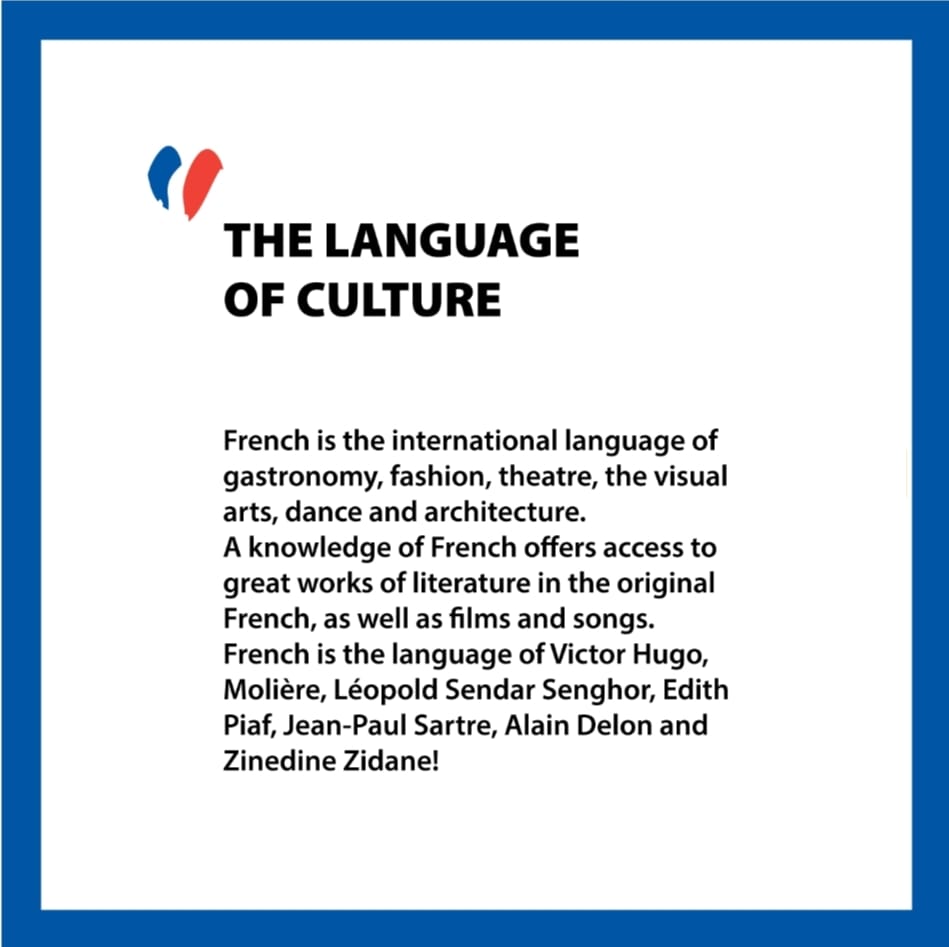 THE LANGUAGE
OF CULTURE
French is the international language of
gastronomy, fashion, theatre, the visual
arts, dance and architecture.
A knowledge of French offers access to
great works of literature in the original
French, as well as films and songs.
French is the language of Victor Hugo,
Molière, Léopold Sendar Senghor, Edith
Piaf, Jean-Paul Sartre, Alain Delon and
Zinedine Zidane!